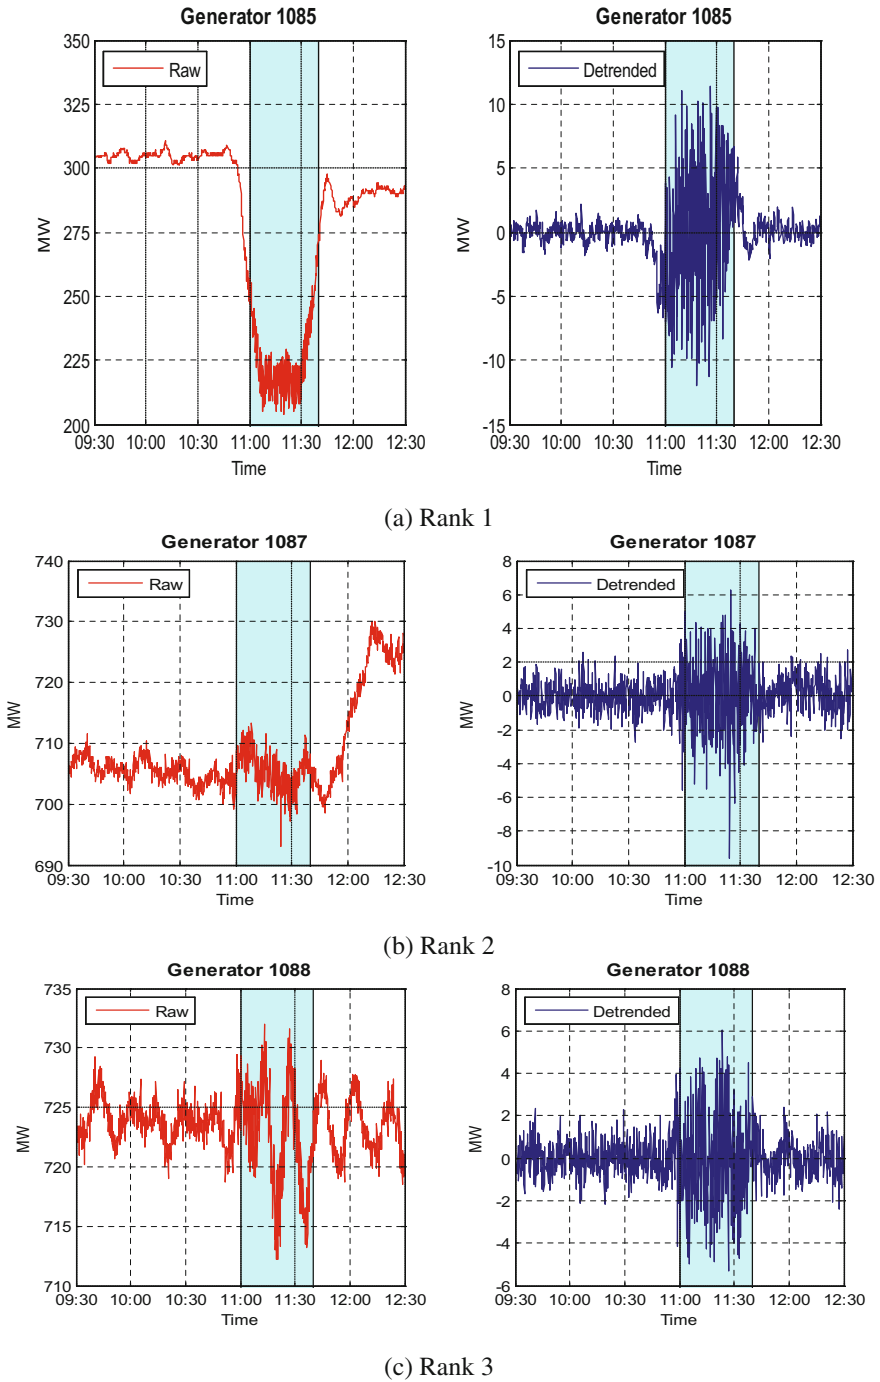 Generator 1085 Generator 1085
350 15
Raw Detrended
325 10
300 5
275 0
MW MW
250 -5
225 -10
200 -15
09:30 10:00 10:30 11:00 11:30 12:00 12:30 09:30 10:00 10:30 11:00 11:30 12:00 12:30
Time Time
(a) Rank 1
Generator 1087 Generator 1087
740 8
Raw Detrended
6
730 4
720 2
0
MW MW
710 -2
-4
700 -6
-8
690 -10
09:30 10:00 10:30 11:00 11:30 12:00 12:30 09:30 10:00 10:30 11:00 11:30 12:00 12:30
Time Time
(b) Rank 2
Generator 1088 Generator 1088
735 8
Raw Detrended
6
730 4
725 2
MW MW
720 0
-2
715 -4
710 -6
09:30 10:00 10:30 11:00 11:30 12:00 12:30 09:30 10:00 10:30 11:00 11:30 12:00 12:30
Time Time
(c) Rank 3